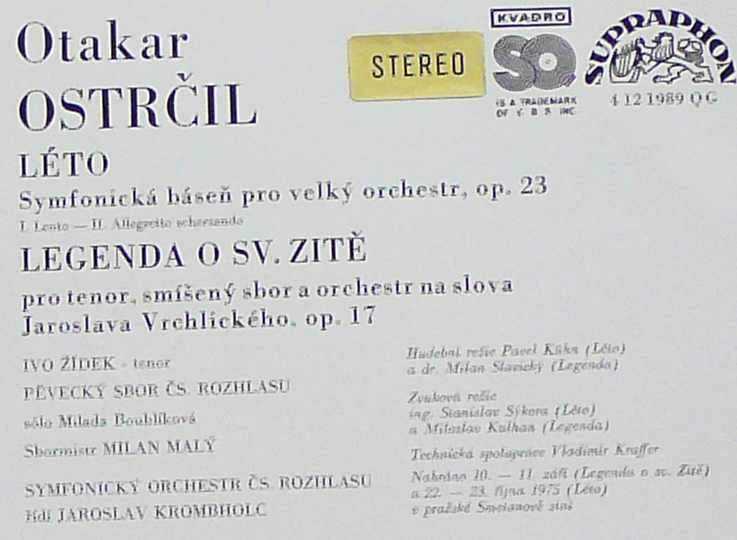 Otakar
OSTRČIL
STEREO
KVADRO
SQ
IS A TRADEMARK
OF C B S INC.
SUPRAPHON
4 12 1989 QG
LÉTO
Symfonická báseň pro velký orchestr, op. 23
I. Lento — II. Allegretto scherzando
LEGENDA O SV. ZITĚ
pro tenor, smíšený sbor a orchestr na slova
Jaroslava Vrchlického, op. 17
IVO ŽÍDEK - tenor
PĚVECKÝ SBOR ČS. ROZHLASU
sólo Milada Boublíková
Sbormistr MILAN MALÝ
SYMFONICKÝ ORCHESTR ČS. ROZHLASU
řídí JAROSLAV KROMBHOLC
Hudební režie Pavel Kühn (Léto)
a dr. Milan Slavický (Legenda)
Zvuková režie
ing. Stanislav Sýkora (Léto)
a Miloslav Kulhan (Legenda)
Technická spolupráce Vladimír Kraffer
Nahráno 10. — 11. září (Legenda o sv. Zitě)
a 22. — 23. října 1975 (Léto)
v pražské Smetanově síni